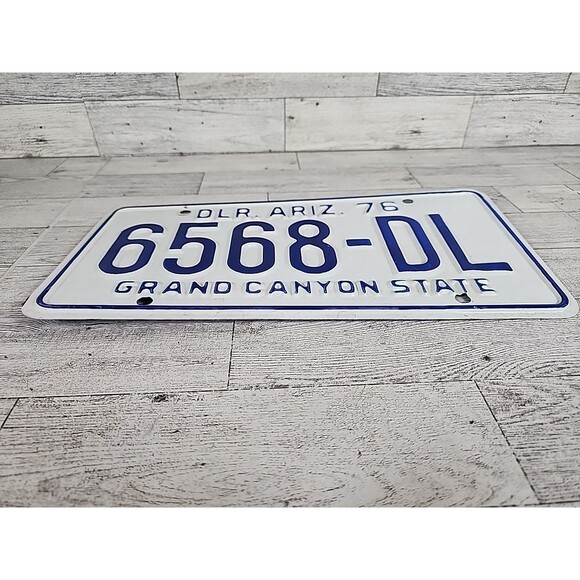 DLR. ARIZ. 76
6568-DL
GRAND CANYON STATE